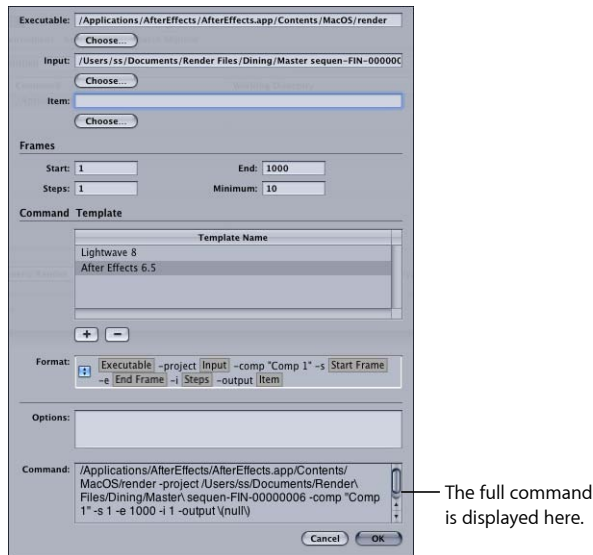 Executable: /Applications/AfterEffects/AfterEffects.app/Contents/MacOS/render
Choose...
Input: /Users/ss/Documents/Render Files/Dining/Master sequen-FIN-00000C
Choose...
Item:
Choose...
Frames
Start: 1 End: 1000
Steps: 1 Minimum: 10
Command Template
Template Name
Lightwave 8
After Effects 6.5
+ −
Format: Executable -project Input -comp "Comp 1" -s Start Frame
-e End Frame -i Steps -output Item
Options:
Command: /Applications/AfterEffects/AfterEffects.app/Contents/
MacOS/render -project /Users/ss/Documents/Render\
Files/Dining/Master\ sequen-FIN-00000006 -comp "Comp
1" -s 1 -e 1000 -i 1 -output \(null\)
The full command
is displayed here.
Cancel OK